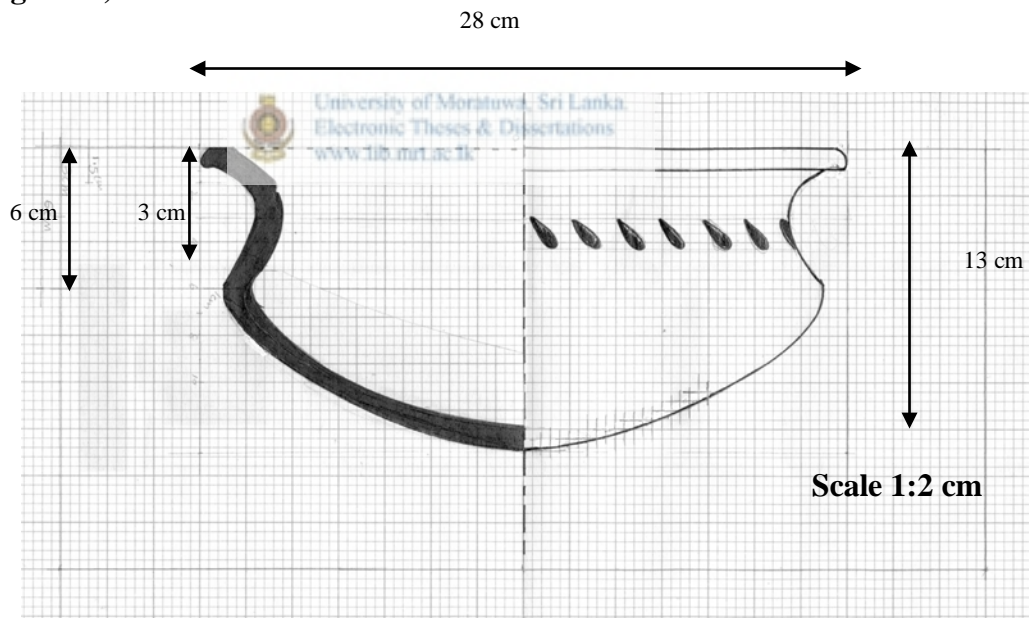 28 cm
University of Moratuwa, Sri Lanka.
Electronic Theses & Dissertations
www.lib.mrt.ac.lk
6 cm
3 cm
13 cm
Scale 1:2 cm